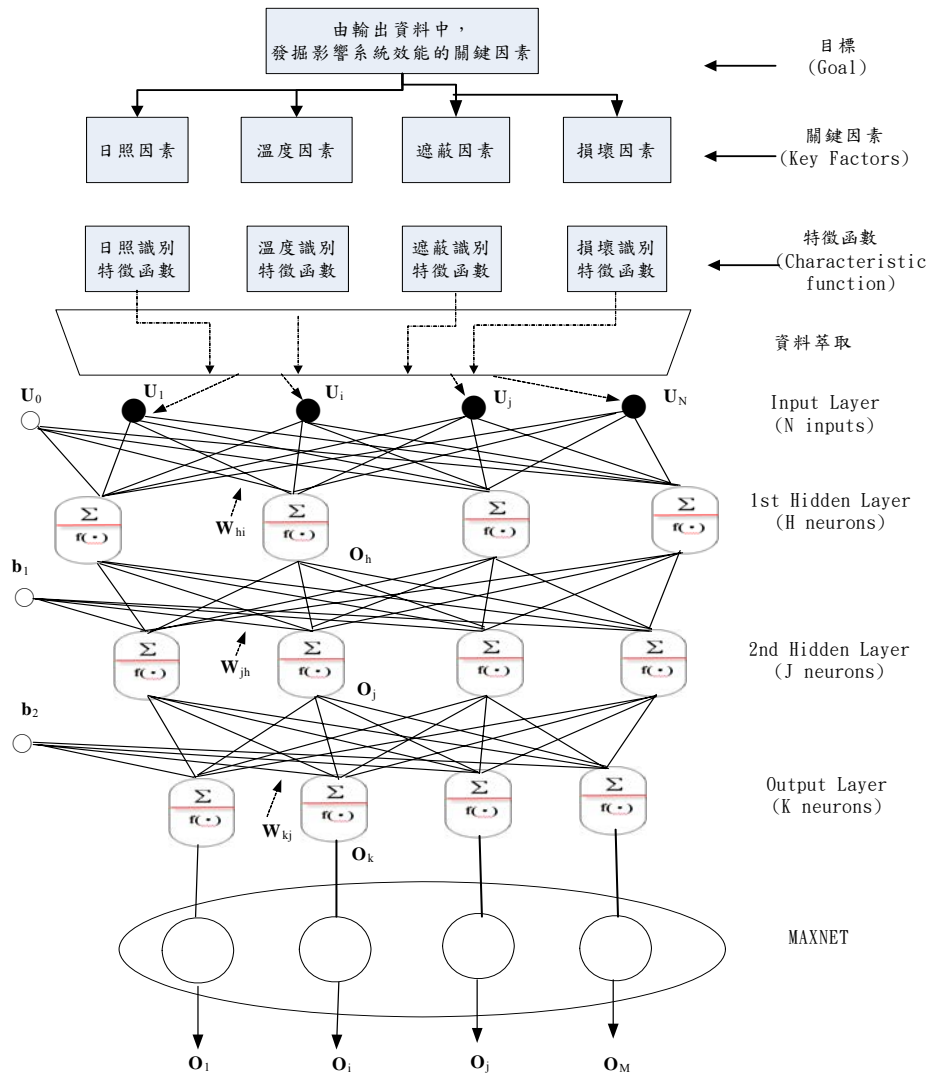 由輸出資料中，
發掘影響系統效能的關鍵因素
目標
(Goal)
日照因素
溫度因素
遮蔽因素
損壞因素
關鍵因素
(Key Factors)
日照識別
特徵函數
溫度識別
特徵函數
遮蔽識別
特徵函數
損壞識別
特徵函數
特徵函數
(Characteristic
function)
資料萃取
U0
U1
Ui
Uj
UN
Input Layer
(N inputs)
Σ
f(•)
Σ
f(•)
Σ
f(•)
Σ
f(•)
Whi
1st Hidden Layer
(H neurons)
Oh
b1
Σ
f(•)
Σ
f(•)
Σ
f(•)
Σ
f(•)
Wjh
2nd Hidden Layer
(J neurons)
Oj
b2
Σ
f(•)
Σ
f(•)
Σ
f(•)
Σ
f(•)
Wkj
Output Layer
(K neurons)
Ok
MAXNET
O1
Oi
Oj
OM